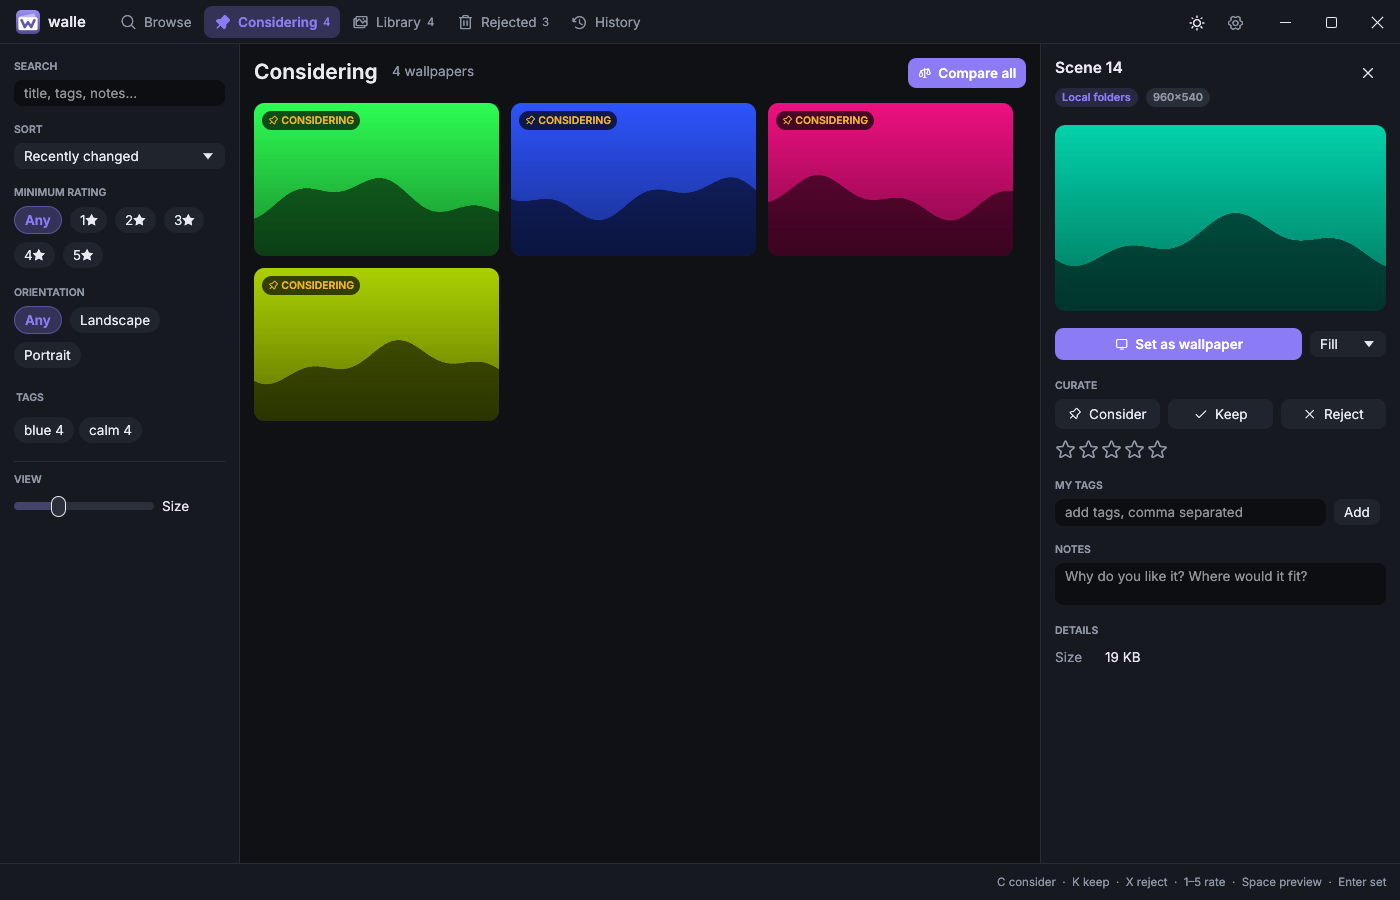 walle
Browse
Considering 4
Library 4
Rejected 3
History
SEARCH
title, tags, notes...
SORT
Recently changed
MINIMUM RATING
Any
1★
2★
3★
4★
5★
ORIENTATION
Any
Landscape
Portrait
TAGS
blue 4
calm 4
VIEW
Size
Considering
4 wallpapers
Compare all
CONSIDERING
CONSIDERING
CONSIDERING
CONSIDERING
Scene 14
Local folders
960×540
Set as wallpaper
Fill
CURATE
Consider
Keep
Reject
MY TAGS
add tags, comma separated
Add
NOTES
Why do you like it? Where would it fit?
DETAILS
Size 19 KB
C consider · K keep · X reject · 1–5 rate · Space preview · Enter set